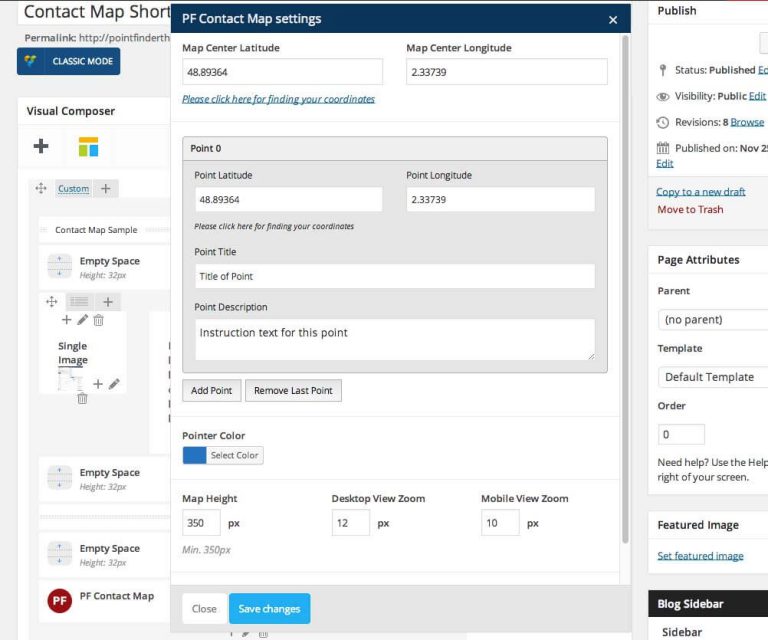 Contact Map Short
Permalink: http://pointfinderth
CLASSIC MODE
Visual Composer
Custom
Contact Map Sample
Empty Space
Height: 32px
Single
Image
Empty Space
Height: 32px
Empty Space
Height: 32px
PF
PF Contact Map
PF Contact Map settings
×
Map Center Latitude
Map Center Longitude
48.89364
2.33739
Please click here for finding your coordinates
Point 0
Point Latitude
Point Longitude
48.89364
2.33739
Please click here for finding your coordinates
Point Title
Title of Point
Point Description
Instruction text for this point
Add Point
Remove Last Point
Pointer Color
Select Color
Map Height
Desktop View Zoom
Mobile View Zoom
350 px
12 px
10 px
Min. 350px
Close
Save changes
Publish
Status: Published Ed
Visibility: Public Edit
Revisions: 8 Browse
Published on: Nov 25
Edit
Copy to a new draft
Move to Trash
Page Attributes
Parent
(no parent)
Template
Default Template
Order
0
Need help? Use the Help
right of your screen.
Featured Image
Set featured image
Blog Sidebar
Sidebar